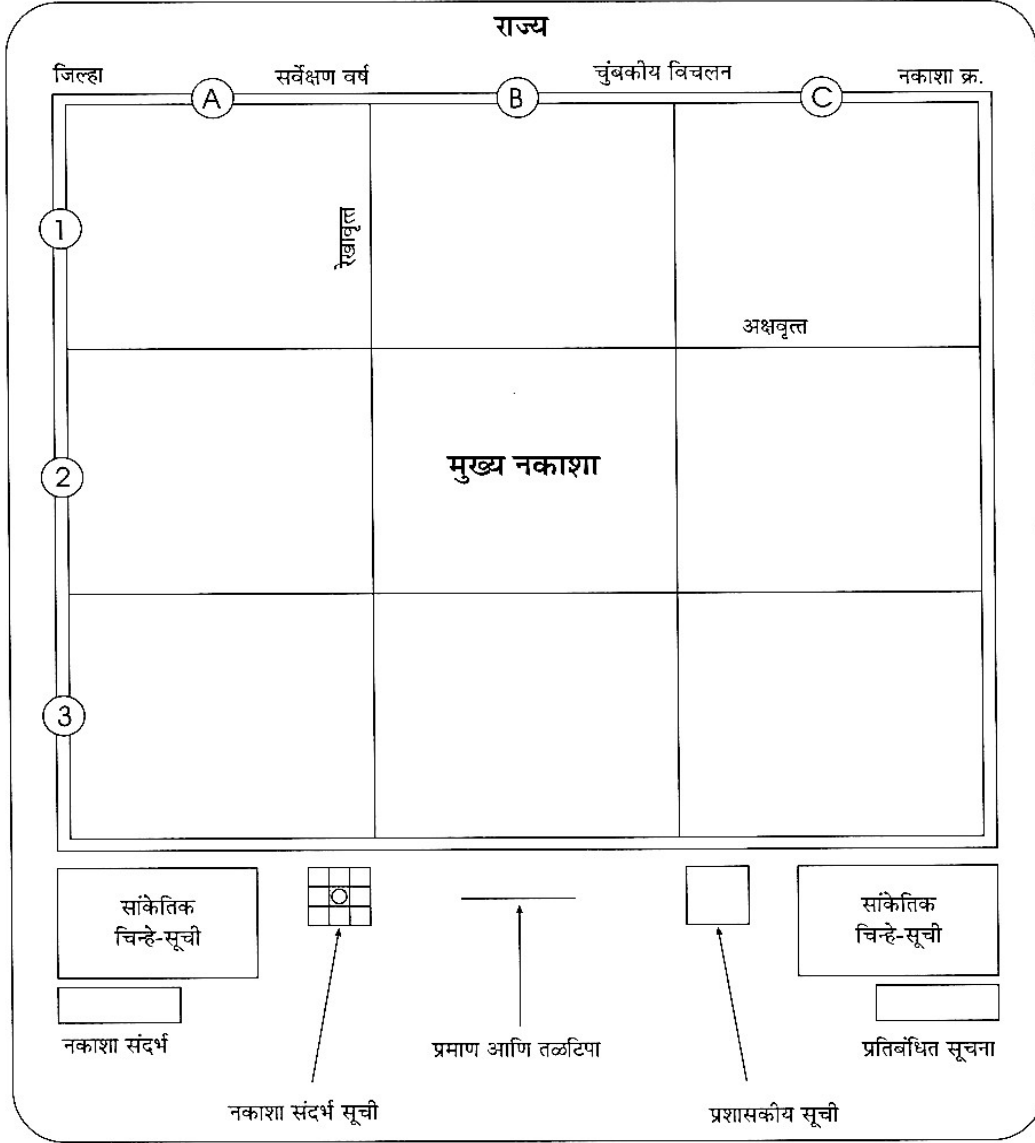 राज्य
जिल्हा सर्वेक्षण वर्ष चुंबकीय विचलन नकाशा क्र.
A B C
1
रेखावृत्त
अक्षवृत्त
2
मुख्य नकाशा
3
सांकेतिक
चिन्हे-सूची
सांकेतिक
चिन्हे-सूची
नकाशा संदर्भ
प्रमाण आणि तळटिपा
प्रतिबंधित सूचना
नकाशा संदर्भ सूची
प्रशासकीय सूची